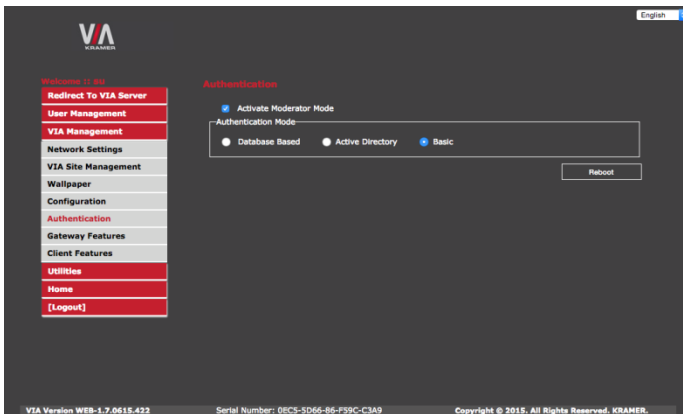 English
VIA
KRAMER
Welcome !! su
Authentication
Redirect To VIA Server
User Management
VIA Management
Network Settings
VIA Site Management
Wallpaper
Configuration
Authentication
Gateway Features
Client Features
Utilities
Home
[Logout]
Activate Moderator Mode
Authentication Mode
Database Based Active Directory Basic
Reboot
VIA Version WEB-1.7.0615.422 Serial Number: 0EC5-5D66-86-F59C-C3A9 Copyright © 2015. All Rights Reserved. KRAMER.